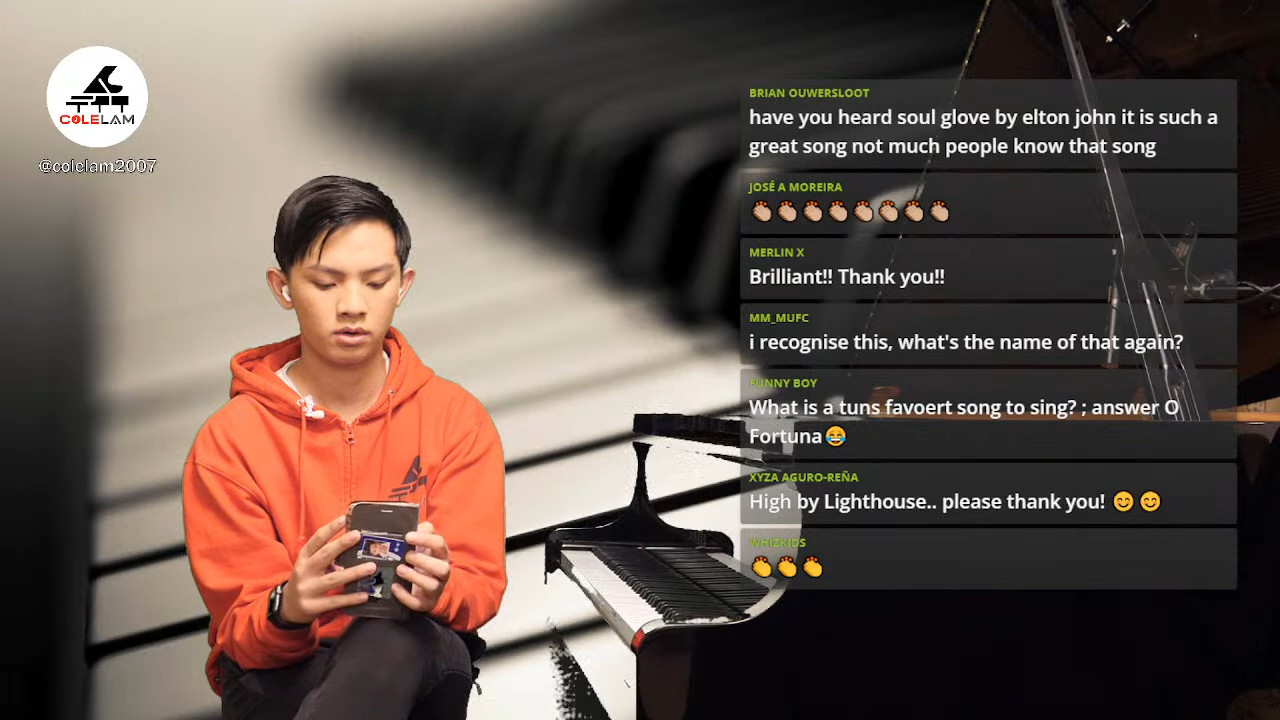 COLELAM
@colelam2007
BRIAN OUWERSLOOT
have you heard soul glove by elton john it is such a
great song not much people know that song
JOSÉ A MOREIRA
👏🏼👏🏼👏🏼👏🏼👏🏼👏🏼👏🏼👏🏼
MERLIN X
Brilliant!! Thank you!!
MM_MUFC
i recognise this, what's the name of that again?
FUNNY BOY
What is a tuns favoert song to sing? ; answer O
Fortuna😂
XYZA AGURO-REÑA
High by Lighthouse.. please thank you! 😊 😊
WHIZKIDS
👏👏👏